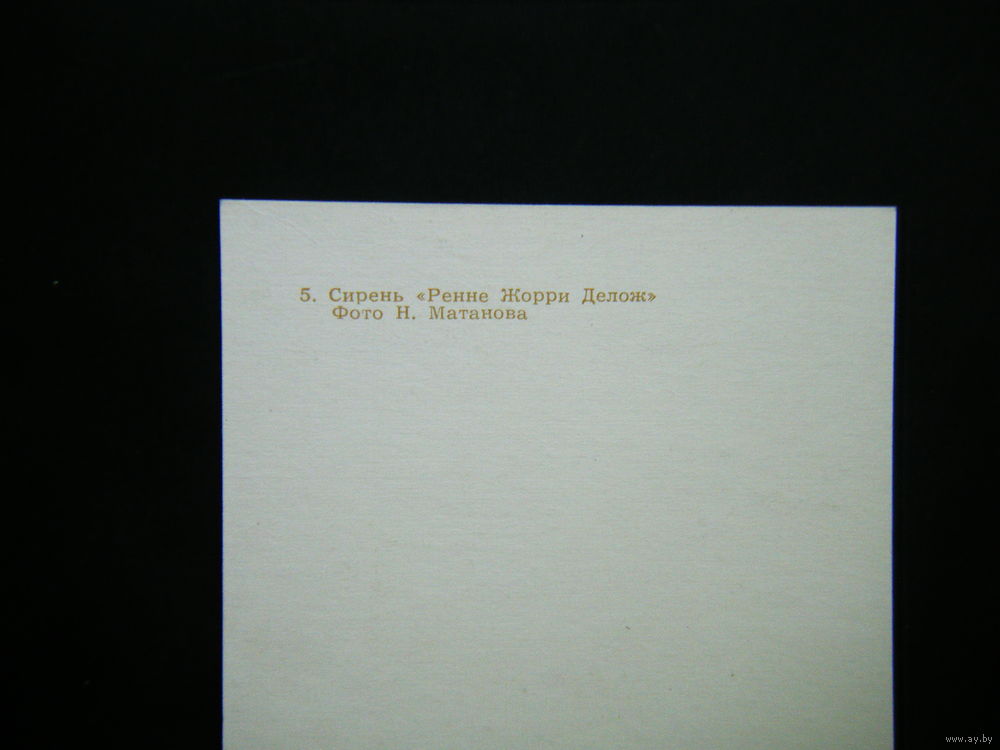 5. Сирень «Ренне Жорри Делож»
Фото Н. Матанова
www.ay.by